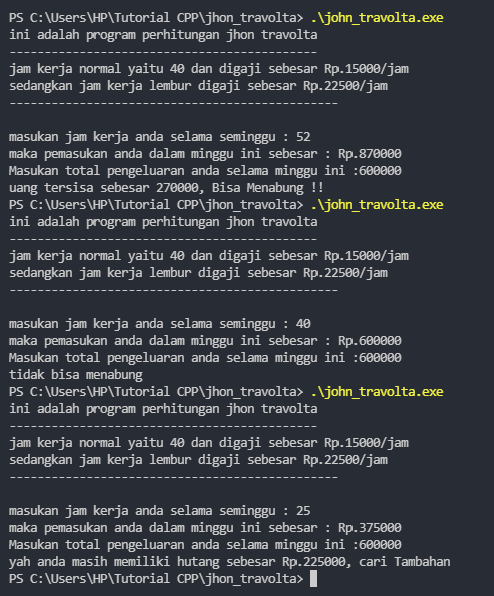 PS C:\Users\HP\Tutorial CPP\jhon_travolta> .\john_travolta.exe
ini adalah program perhitungan jhon travolta
--------------------------------------------
jam kerja normal yaitu 40 dan digaji sebesar Rp.15000/jam
sedangkan jam kerja lembur digaji sebesar Rp.22500/jam
-----------------------------------------------
masukan jam kerja anda selama seminggu : 52
maka pemasukan anda dalam minggu ini sebesar : Rp.870000
Masukan total pengeluaran anda selama minggu ini :600000
uang tersisa sebesar 270000, Bisa Menabung !!
PS C:\Users\HP\Tutorial CPP\jhon_travolta> .\john_travolta.exe
ini adalah program perhitungan jhon travolta
--------------------------------------------
jam kerja normal yaitu 40 dan digaji sebesar Rp.15000/jam
sedangkan jam kerja lembur digaji sebesar Rp.22500/jam
-----------------------------------------------
masukan jam kerja anda selama seminggu : 40
maka pemasukan anda dalam minggu ini sebesar : Rp.600000
Masukan total pengeluaran anda selama minggu ini :600000
tidak bisa menabung
PS C:\Users\HP\Tutorial CPP\jhon_travolta> .\john_travolta.exe
ini adalah program perhitungan jhon travolta
--------------------------------------------
jam kerja normal yaitu 40 dan digaji sebesar Rp.15000/jam
sedangkan jam kerja lembur digaji sebesar Rp.22500/jam
-----------------------------------------------
masukan jam kerja anda selama seminggu : 25
maka pemasukan anda dalam minggu ini sebesar : Rp.375000
Masukan total pengeluaran anda selama minggu ini :600000
yah anda masih memiliki hutang sebesar Rp.225000, cari Tambahan
PS C:\Users\HP\Tutorial CPP\jhon_travolta>